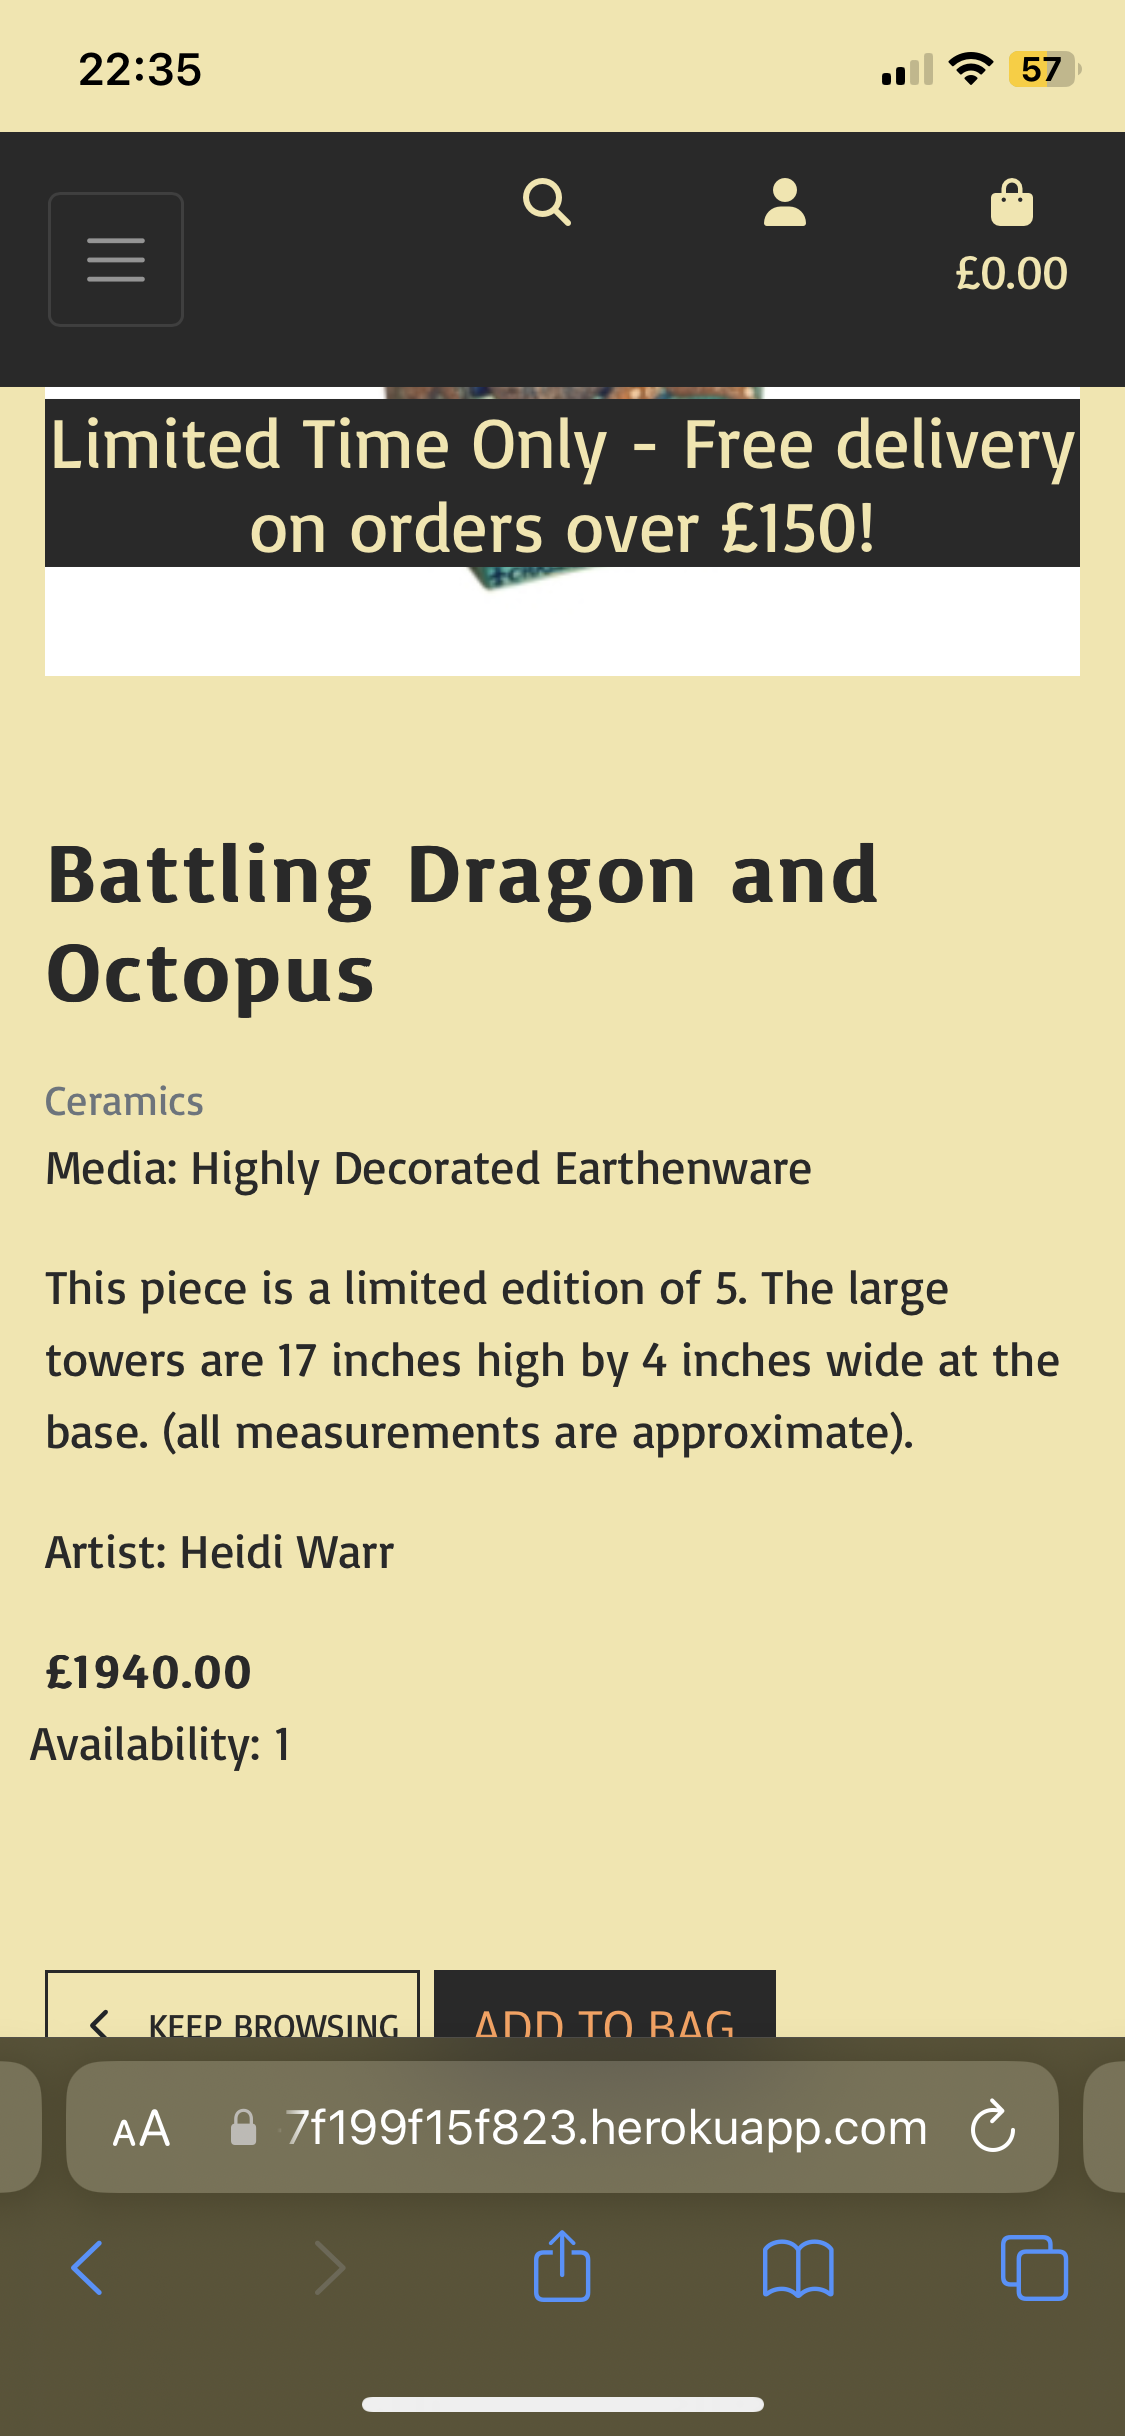 22:35
57
£0.00
Limited Time Only - Free delivery
on orders over £150!
Battling Dragon and
Octopus
Ceramics
Media: Highly Decorated Earthenware
This piece is a limited edition of 5. The large
towers are 17 inches high by 4 inches wide at the
base. (all measurements are approximate).
Artist: Heidi Warr
£1940.00
Availability: 1
KEEP BROWSING
ADD TO BAG
AA
7f199f15f823.herokuapp.com